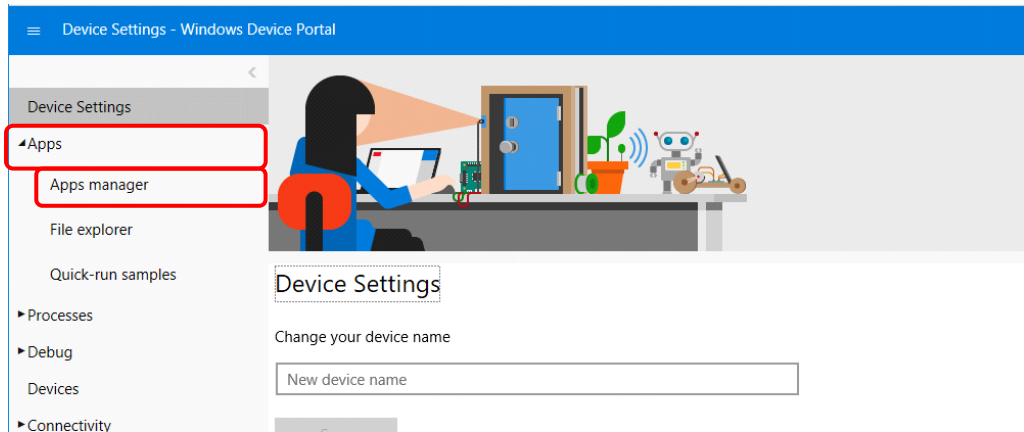 Device Settings - Windows Device Portal
Device Settings
Apps
Apps manager
File explorer
Quick-run samples
Processes
Debug
Devices
Connectivity
Device Settings
Change your device name
New device name